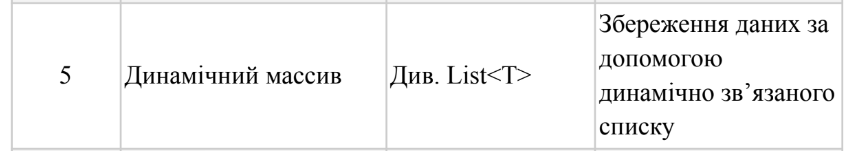 5
Динамічний массив
Див. List<T>
Збереження даних за
допомогою
динамічно зв’язаного
списку